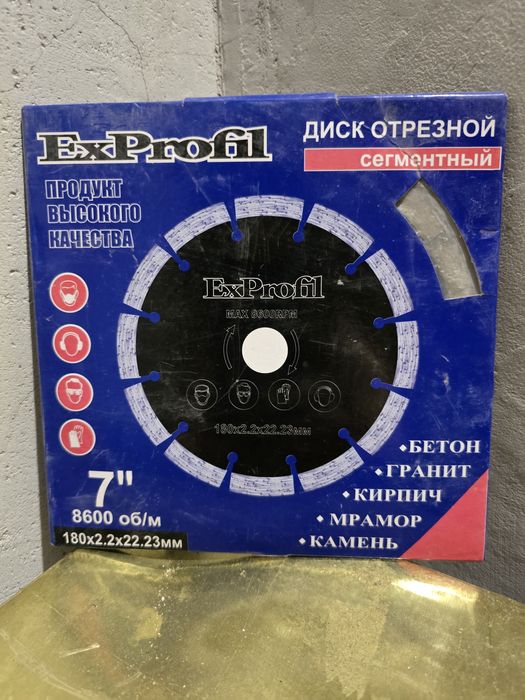 ExProfil
ДИСК ОТРЕЗНОЙ
сегментный
ПРОДУКТ
ВЫСОКОГО
КАЧЕСТВА
ExProfil
MAX 8600RPM
180x2.2x22.23мм
•БЕТОН
•ГРАНИТ
•КИРПИЧ
•МРАМОР
•КАМЕНЬ
7"
8600 об/м
180x2.2x22.23мм